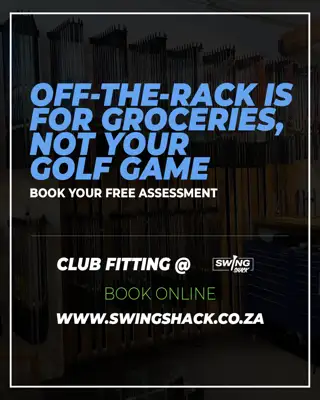 OFF-THE-RACK IS
FOR GROCERIES,
NOT YOUR
GOLF GAME
BOOK YOUR FREE ASSESSMENT
CLUB FITTING @
SWING
SHACK
BOOK ONLINE
WWW.SWINGSHACK.CO.ZA